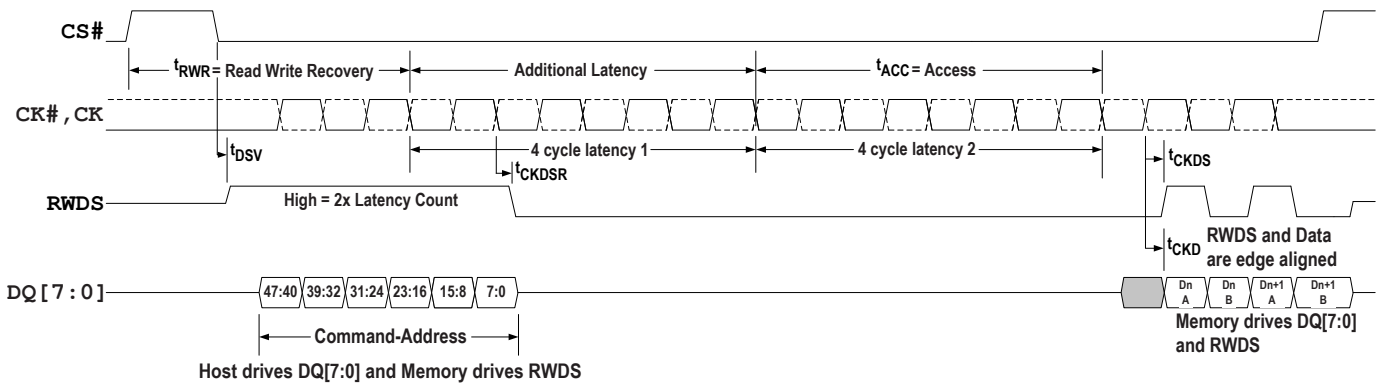 CS#
tRWR = Read Write Recovery
Additional Latency
tACC = Access
CK#,CK
tDSV
4 cycle latency 1
4 cycle latency 2
tCKDSR
tCKDS
RWDS
High = 2x Latency Count
tCKD
RWDS and Data
are edge aligned
DQ[7:0]
47:40 39:32 31:24 23:16 15:8 7:0
Dn A Dn B Dn+1 A Dn+1 B
Command-Address
Memory drives DQ[7:0]
and RWDS
Host drives DQ[7:0] and Memory drives RWDS